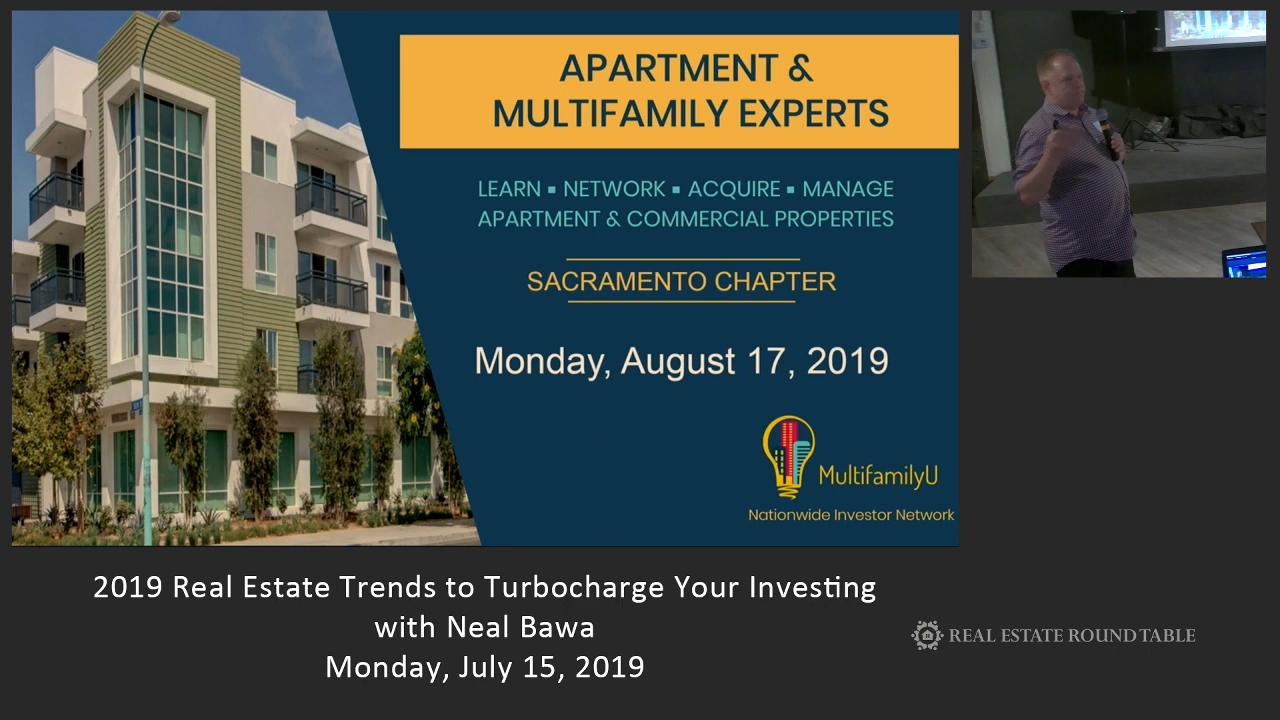 APARTMENT &
MULTIFAMILY EXPERTS
LEARN ▪ NETWORK ▪ ACQUIRE ▪ MANAGE
APARTMENT & COMMERCIAL PROPERTIES
SACRAMENTO CHAPTER
Monday, August 17, 2019
MultifamilyU
Nationwide Investor Network
2019 Real Estate Trends to Turbocharge Your Investing
with Neal Bawa
Monday, July 15, 2019
REAL ESTATE ROUND TABLE